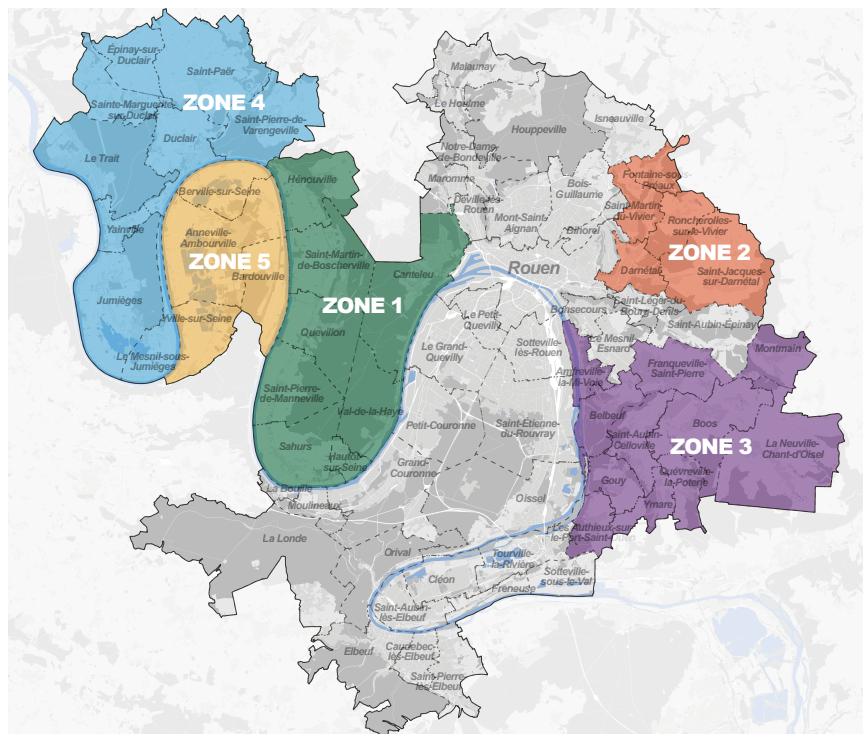 Épinay-sur-
Duclair
Saint-Paër
Sainte-Marguerite-
sur-Duclair
ZONE 4
Saint-Pierre-de-
Varengeville
Duclair
Le Trait
Yainville
Jumièges
Le Mesnil-sous-
Jumièges
Berville-sur-Seine
Anneville-
Ambourville
ZONE 5
Bardouville
Yville-sur-Seine
Hénouville
Saint-Martin-
de-Boscherville
Canteleu
ZONE 1
Quevillon
Saint-Pierre-
de-Manneville
Val-de-la-Haye
Sahurs
Hautot-
sur-Seine
Malaunay
Le Houlme
Houppeville
Isneauville
Notre-Dame-
de-Bondeville
Maromme
Déville-lès-
Rouen
Mont-Saint-
Aignan
Bois-
Guillaume
Bihorel
Rouen
Fontaine-sous-
Préaux
Saint-Martin-
du-Vivier
Roncherolles-
sur-le-Vivier
ZONE 2
Darnétal
Saint-Jacques-
sur-Darnétal
Saint-Léger-du-
Bourg-Denis
Saint-Aubin-Epinay
Bonsecours
Le Mesnil-
Esnard
Le Petit-
Quevilly
Le Grand-
Quevilly
Sotteville-
lès-Rouen
Amfreville-
la-Mi-Voie
Franqueville-
Saint-Pierre
Montmain
Belbeuf
Boos
Saint-Aubin-
Celloville
ZONE 3
La Neuville-
Chant-d'Oisel
Gouy
Quévreville-
la-Poterie
Ymare
Les Authieux-sur-
le-Port-Saint-Ouen
Petit-Couronne
Saint-Étienne-
du-Rouvray
Grand-
Couronne
Oissel
La Bouille
Moulineaux
La Londe
Orival
Tourville-
la-Rivière
Cléon
Freneuse
Sotteville-
sous-le-Val
Saint-Aubin-
lès-Elbeuf
Elbeuf
Caudebec-
lès-Elbeuf
Saint-Pierre-
lès-Elbeuf